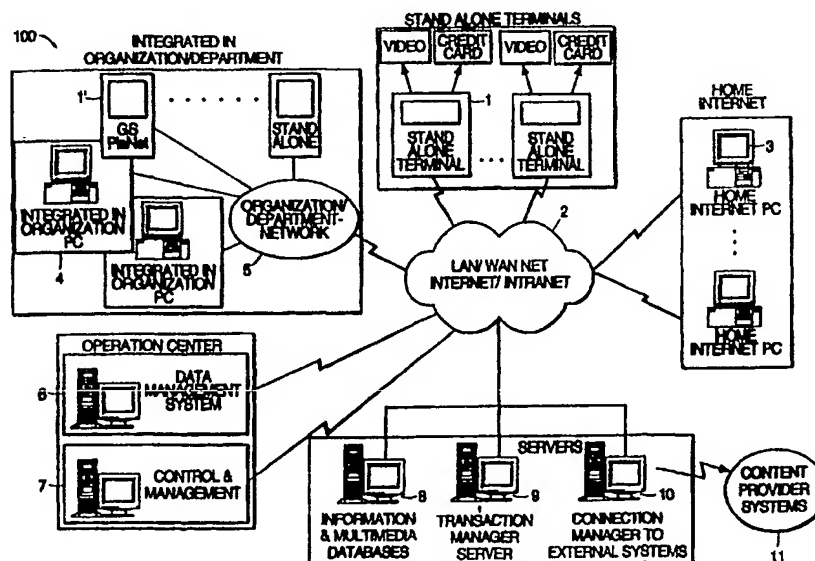 100
INTEGRATED IN
ORGANIZATION/DEPARTMENT
1'
GS
PlaNet
STAND
ALONE
INTEGRATED IN
ORGANIZATION
PC
4
INTEGRATED IN
ORGANIZATION
PC
ORGANIZATION/
DEPARTMENT-
NETWORK
5
STAND ALONE TERMINALS
VIDEO
CREDIT
CARD
VIDEO
CREDIT
CARD
1
STAND
ALONE
TERMINAL
STAND
ALONE
TERMINAL
HOME
INTERNET
3
HOME
INTERNET PC
HOME
INTERNET PC
2
LAN/WAN NET
INTERNET/INTRANET
OPERATION CENTER
6
DATA
MANAGEMENT
SYSTEM
7
CONTROL &
MANAGEMENT
SERVERS
8
INFORMATION
& MULTIMEDIA
DATABASES
9
TRANSACTION
MANAGER
SERVER
10
CONNECTION
MANAGER TO
EXTERNAL SYSTEMS
CONTENT
PROVIDER
SYSTEMS
11